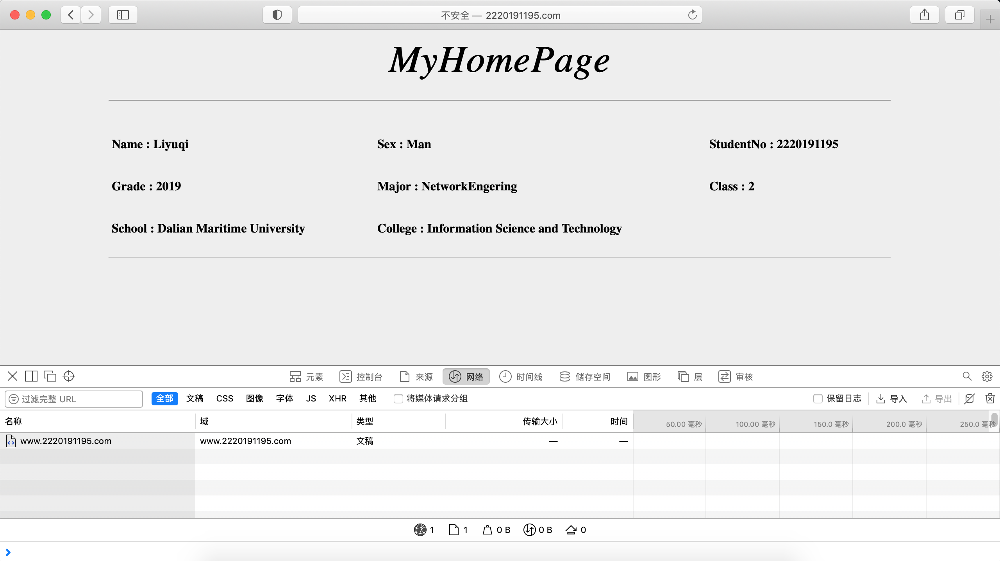 不安全 — 2220191195.com
MyHomePage
Name : Liyuqi Sex : Man StudentNo : 2220191195
Grade : 2019 Major : NetworkEngering Class : 2
School : Dalian Maritime University College : Information Science and Technology
元素 控制台 来源 网络 时间线 储存空间 图形 层 审核
过滤完整 URL 全部 文稿 CSS 图像 字体 JS XHR 其他 将媒体请求分组 保留日志 导入 导出
名称 域 类型 传输大小 时间 50.00 毫秒 100.00 毫秒 150.0 毫秒 200.0 毫秒 250.0 毫秒
www.2220191195.com www.2220191195.com 文稿 — —
1 1 0 B 0 B 0